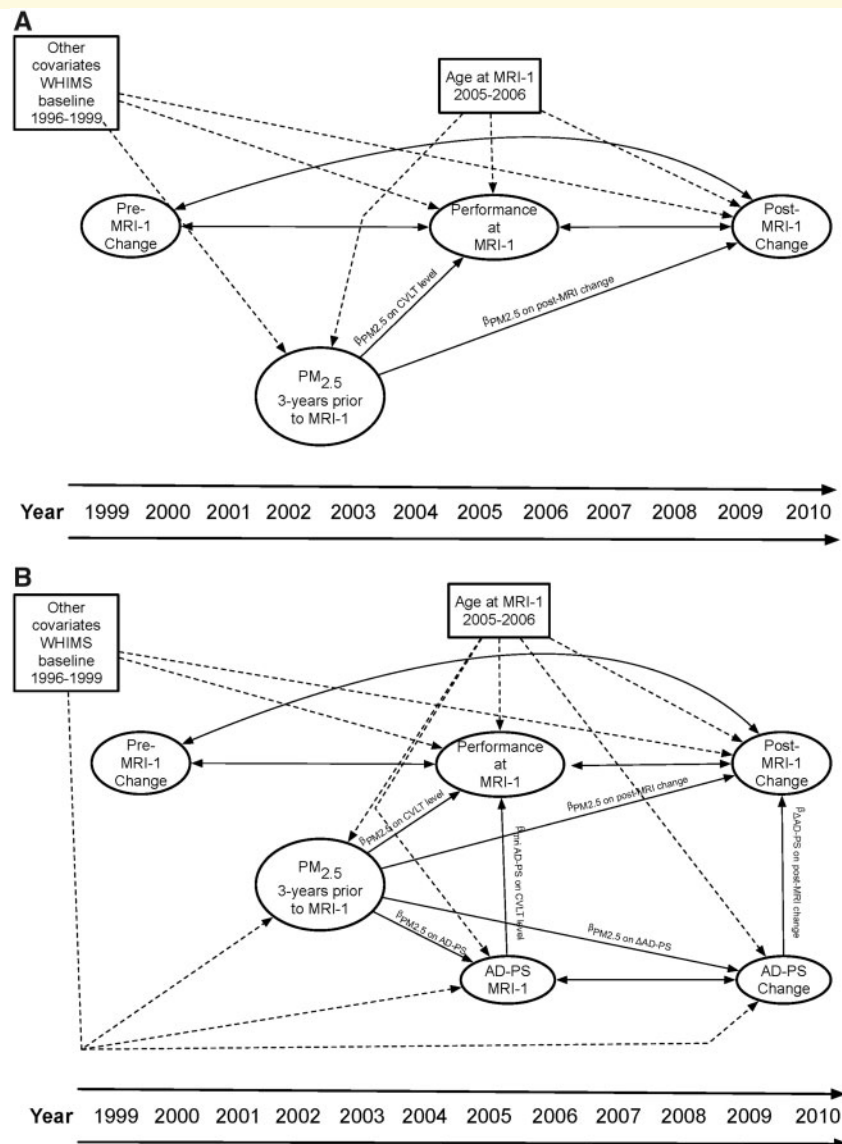 A
Other
covariates
WHIMS
baseline
1996-1999
Age at MRI-1
2005-2006
Pre-
MRI-1
Change
Performance
at
MRI-1
Post-
MRI-1
Change
βPM2.5 on CVLT level
βPM2.5 on post-MRI change
PM2.5
3-years prior
to MRI-1
Year 1999 2000 2001 2002 2003 2004 2005 2006 2007 2008 2009 2010
B
Other
covariates
WHIMS
baseline
1996-1999
Age at MRI-1
2005-2006
Pre-
MRI-1
Change
Performance
at
MRI-1
Post-
MRI-1
Change
βPM2.5 on CVLT level
βPM2.5 on post-MRI change
βmri AD-PS on CVLT level
βΔAD-PS on post-MRI change
PM2.5
3-years prior
to MRI-1
βPM2.5 on AD-PS
βPM2.5 on ΔAD-PS
AD-PS
MRI-1
AD-PS
Change
Year 1999 2000 2001 2002 2003 2004 2005 2006 2007 2008 2009 2010